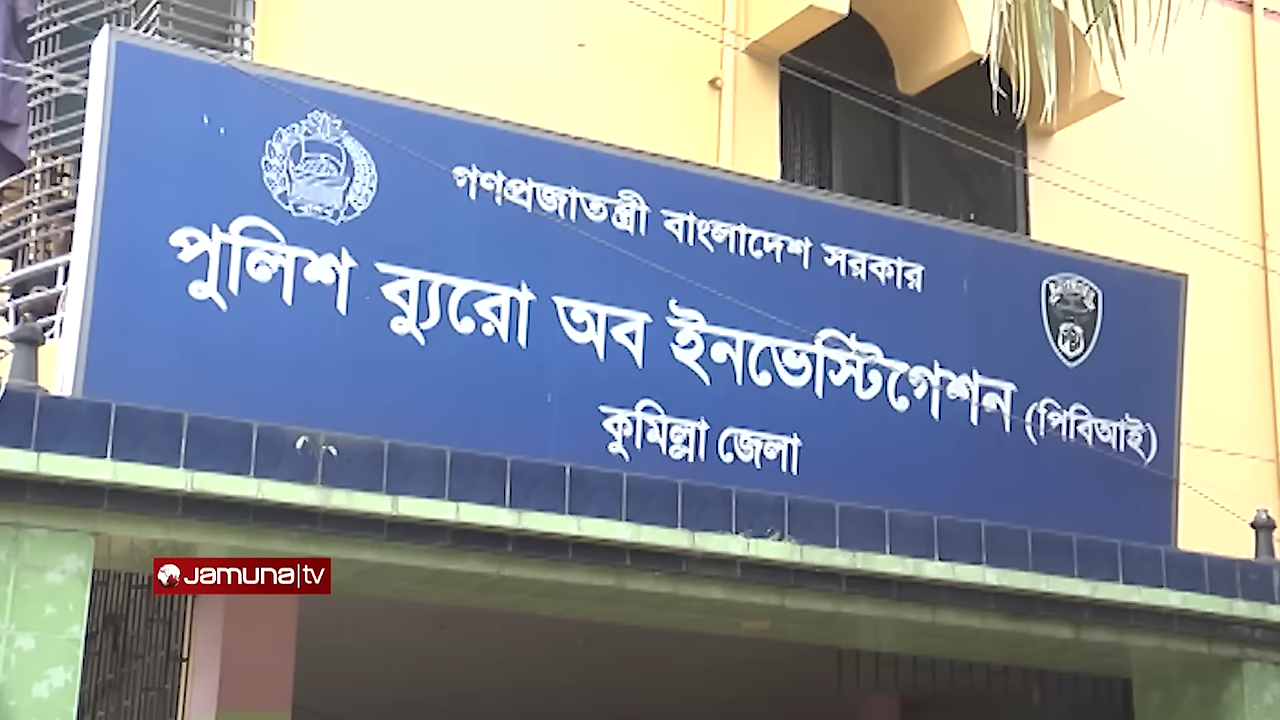 গণপ্রজাতন্ত্রী বাংলাদেশ সরকার
পুলিশ ব্যুরো অব ইনভেস্টিগেশন (পিবিআই)
কুমিল্লা জেলা
JAMUNA|tv